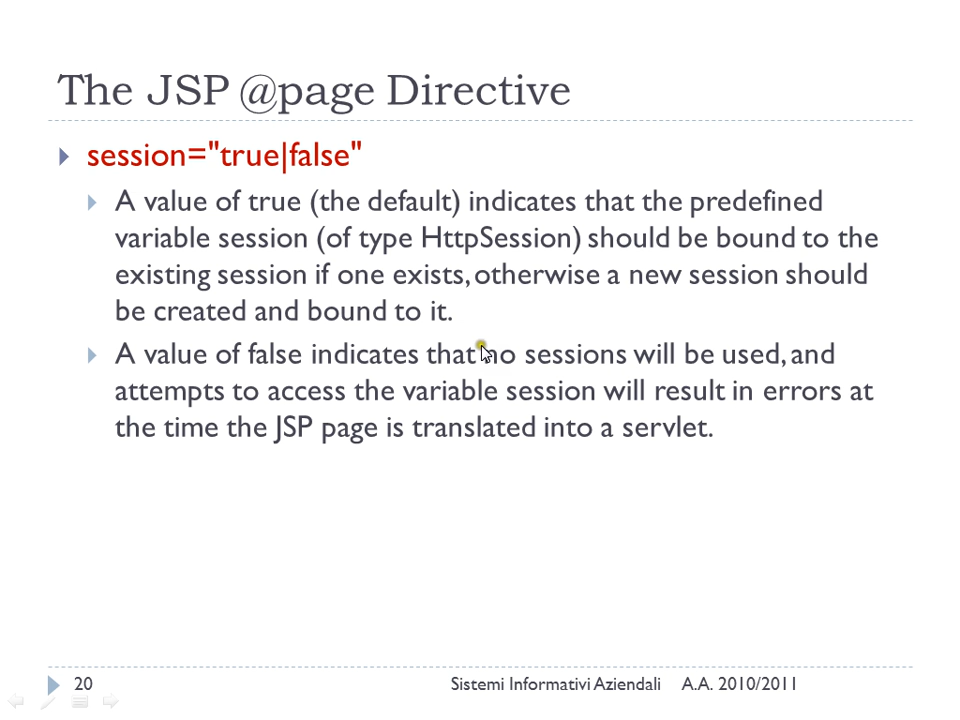 The JSP @page Directive
session="true|false"
A value of true (the default) indicates that the predefined
variable session (of type HttpSession) should be bound to the
existing session if one exists, otherwise a new session should
be created and bound to it.
A value of false indicates that no sessions will be used, and
attempts to access the variable session will result in errors at
the time the JSP page is translated into a servlet.
20 Sistemi Informativi Aziendali A.A. 2010/2011